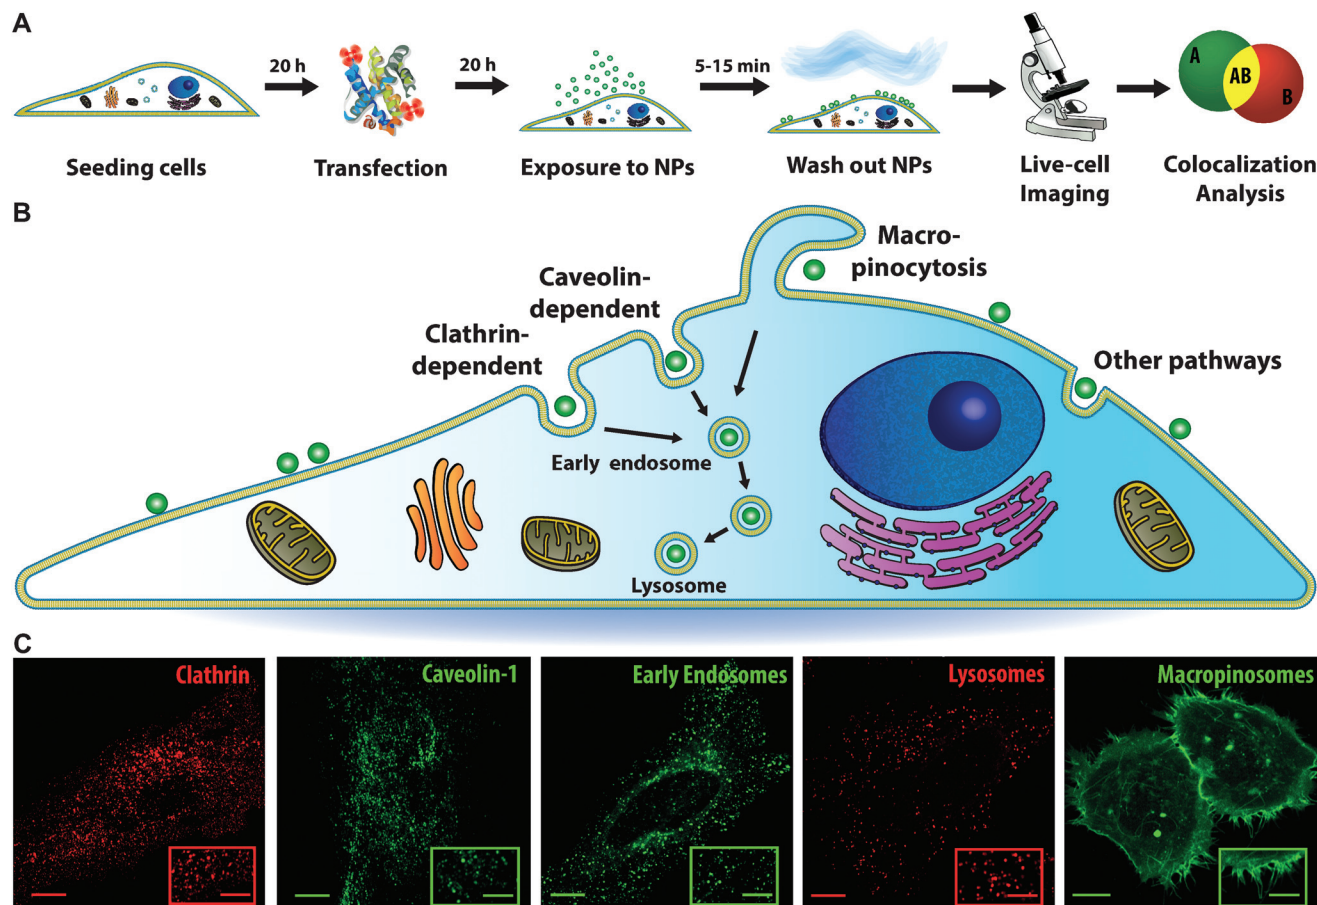 A
20 h
20 h
5-15 min
A
AB
B
Seeding cells
Transfection
Exposure to NPs
Wash out NPs
Live-cell
Imaging
Colocalization
Analysis
B
Macro-
pinocytosis
Caveolin-
dependent
Clathrin-
dependent
Other pathways
Early endosome
Lysosome
C
Clathrin
Caveolin-1
Early Endosomes
Lysosomes
Macropinosomes